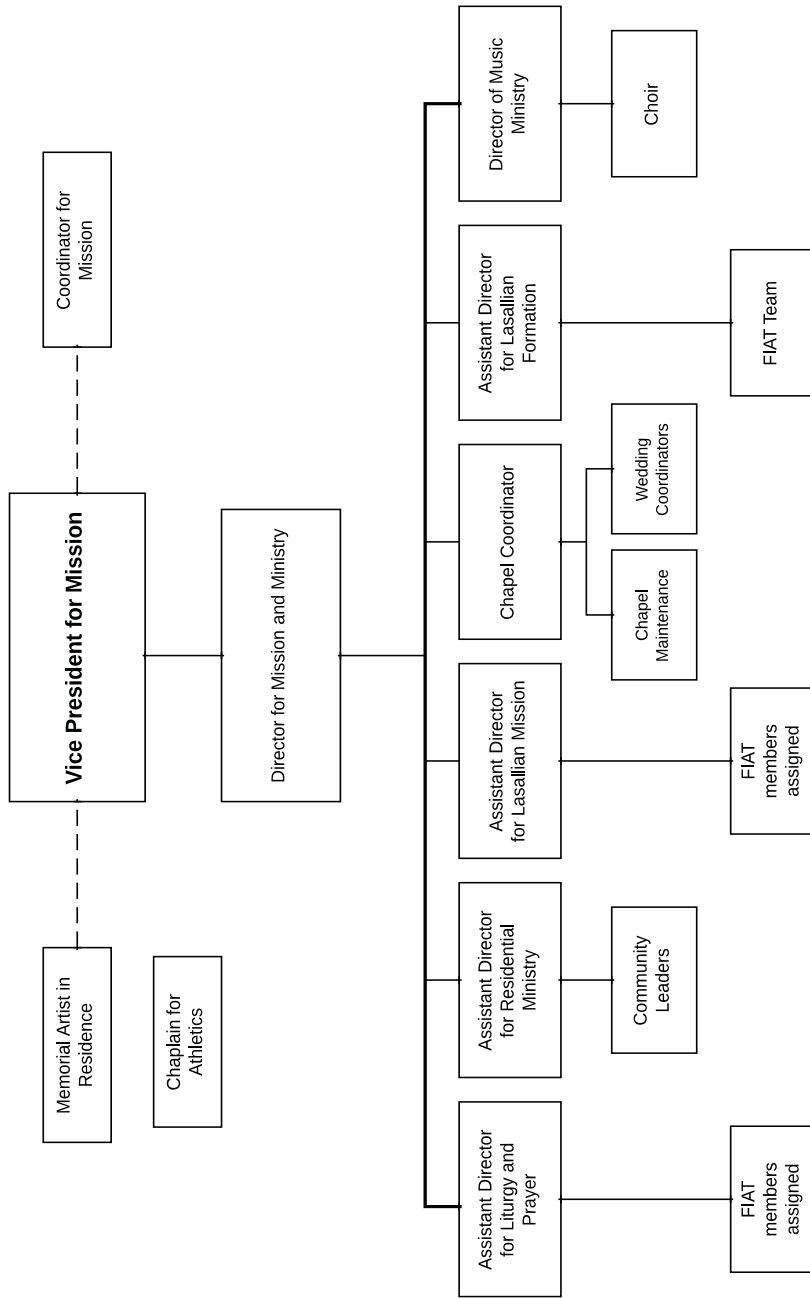 Vice President for Mission
Memorial Artist in
Residence
Coordinator for
Mission
Chaplain for
Athletics
Director for Mission and Ministry
Assistant Director
for Liturgy and
Prayer
Assistant Director
for Residential
Ministry
Assistant Director
for Lasallian Mission
Chapel Coordinator
Assistant Director
for Lasallian
Formation
Director of Music
Ministry
Community
Leaders
Chapel
Maintenance
Wedding
Coordinators
Choir
FIAT
members
assigned
FIAT
members
assigned
FIAT Team